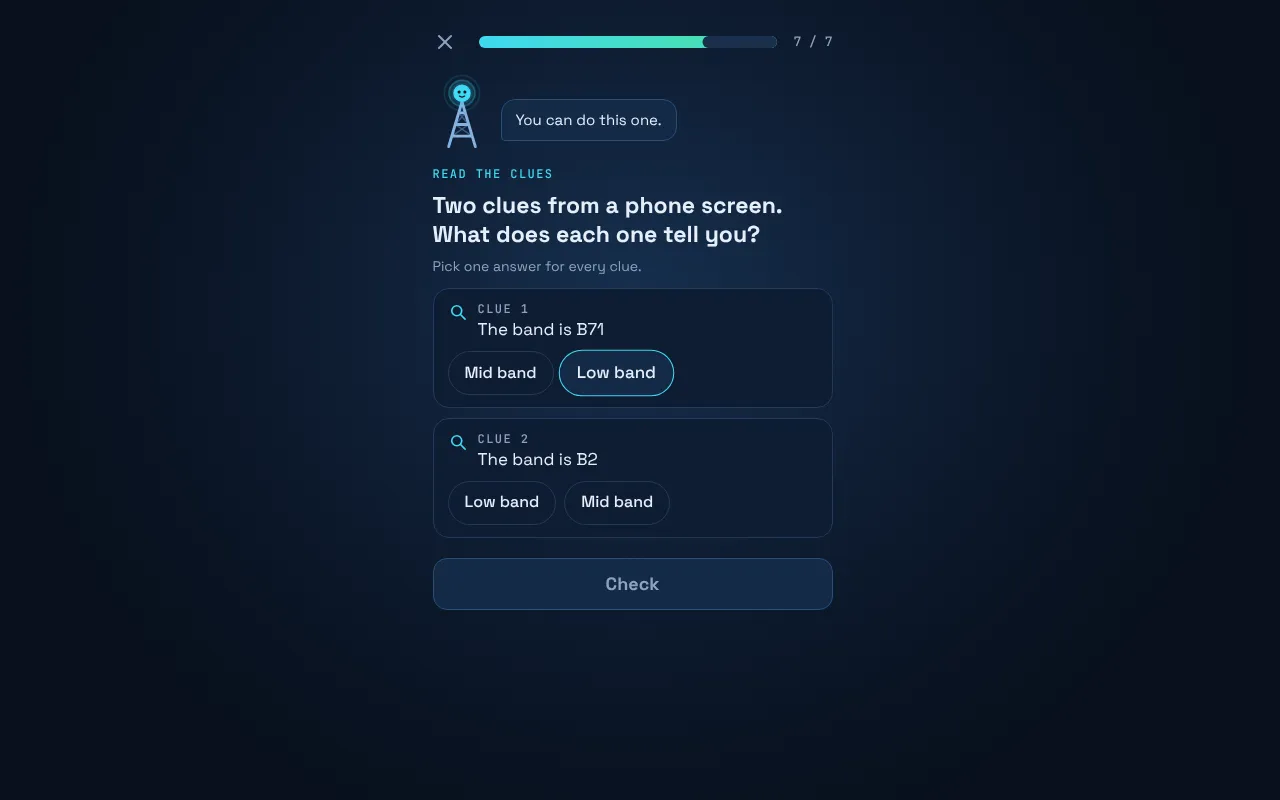 7 / 7
You can do this one.
READ THE CLUES
Two clues from a phone screen.
What does each one tell you?
Pick one answer for every clue.
CLUE 1
The band is B71
Mid band
Low band
CLUE 2
The band is B2
Low band
Mid band
Check